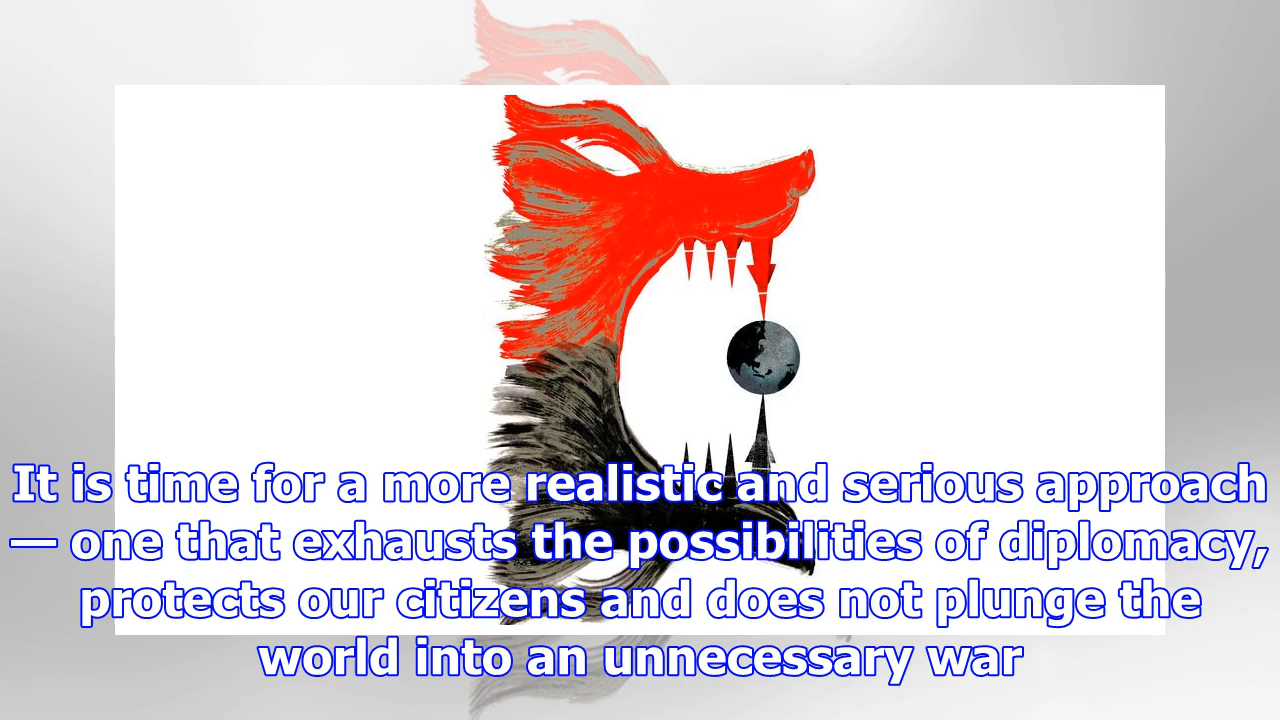 It is time for a more realistic and serious approach
— one that exhausts the possibilities of diplomacy,
protects our citizens and does not plunge the
world into an unnecessary war